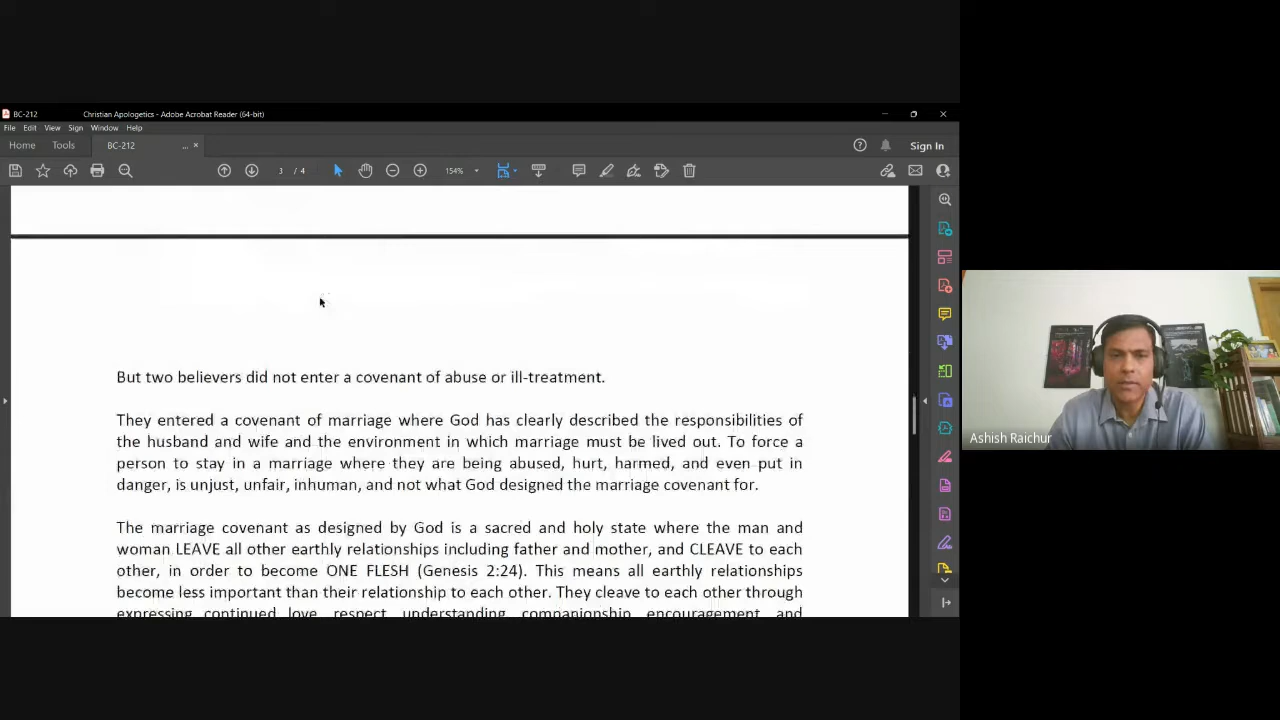 BC-212 Christian Apologetics - Adobe Acrobat Reader (64-bit)
File Edit View Sign Window Help
Home Tools BC-212 ... × Sign In
3 / 4 154%
But two believers did not enter a covenant of abuse or ill-treatment.
They entered a covenant of marriage where God has clearly described the responsibilities of
the husband and wife and the environment in which marriage must be lived out. To force a
person to stay in a marriage where they are being abused, hurt, harmed, and even put in
danger, is unjust, unfair, inhuman, and not what God designed the marriage covenant for.
The marriage covenant as designed by God is a sacred and holy state where the man and
woman LEAVE all other earthly relationships including father and mother, and CLEAVE to each
other, in order to become ONE FLESH (Genesis 2:24). This means all earthly relationships
become less important than their relationship to each other. They cleave to each other through
expressing continued love, respect, understanding, companionship, encouragement, and
Ashish Raichur